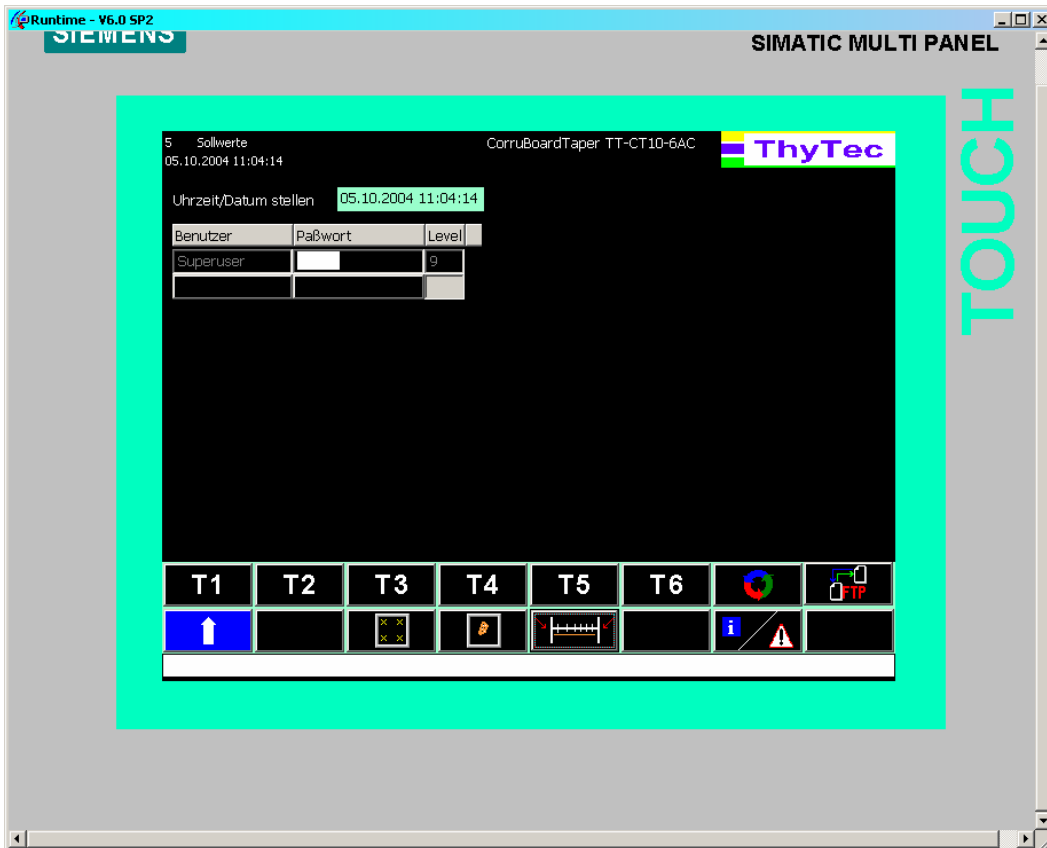 Runtime - V6.0 SP2
SIEMENS
SIMATIC MULTI PANEL
TOUCH
5 Sollwerte
CorruBoardTaper TT-CT10-6AC
ThyTec
05.10.2004 11:04:14
Uhrzeit/Datum stellen 05.10.2004 11:04:14
Benutzer Paßwort Level
Superuser 9
T1 T2 T3 T4 T5 T6 FTP
i